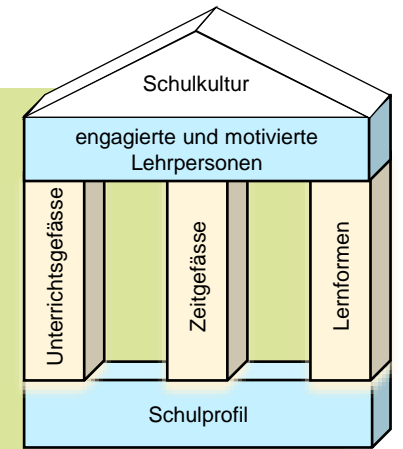 Schulkultur
engagierte und motivierte
Lehrpersonen
Unterrichtsgefässe
Zeitgefässe
Lernformen
Schulprofil